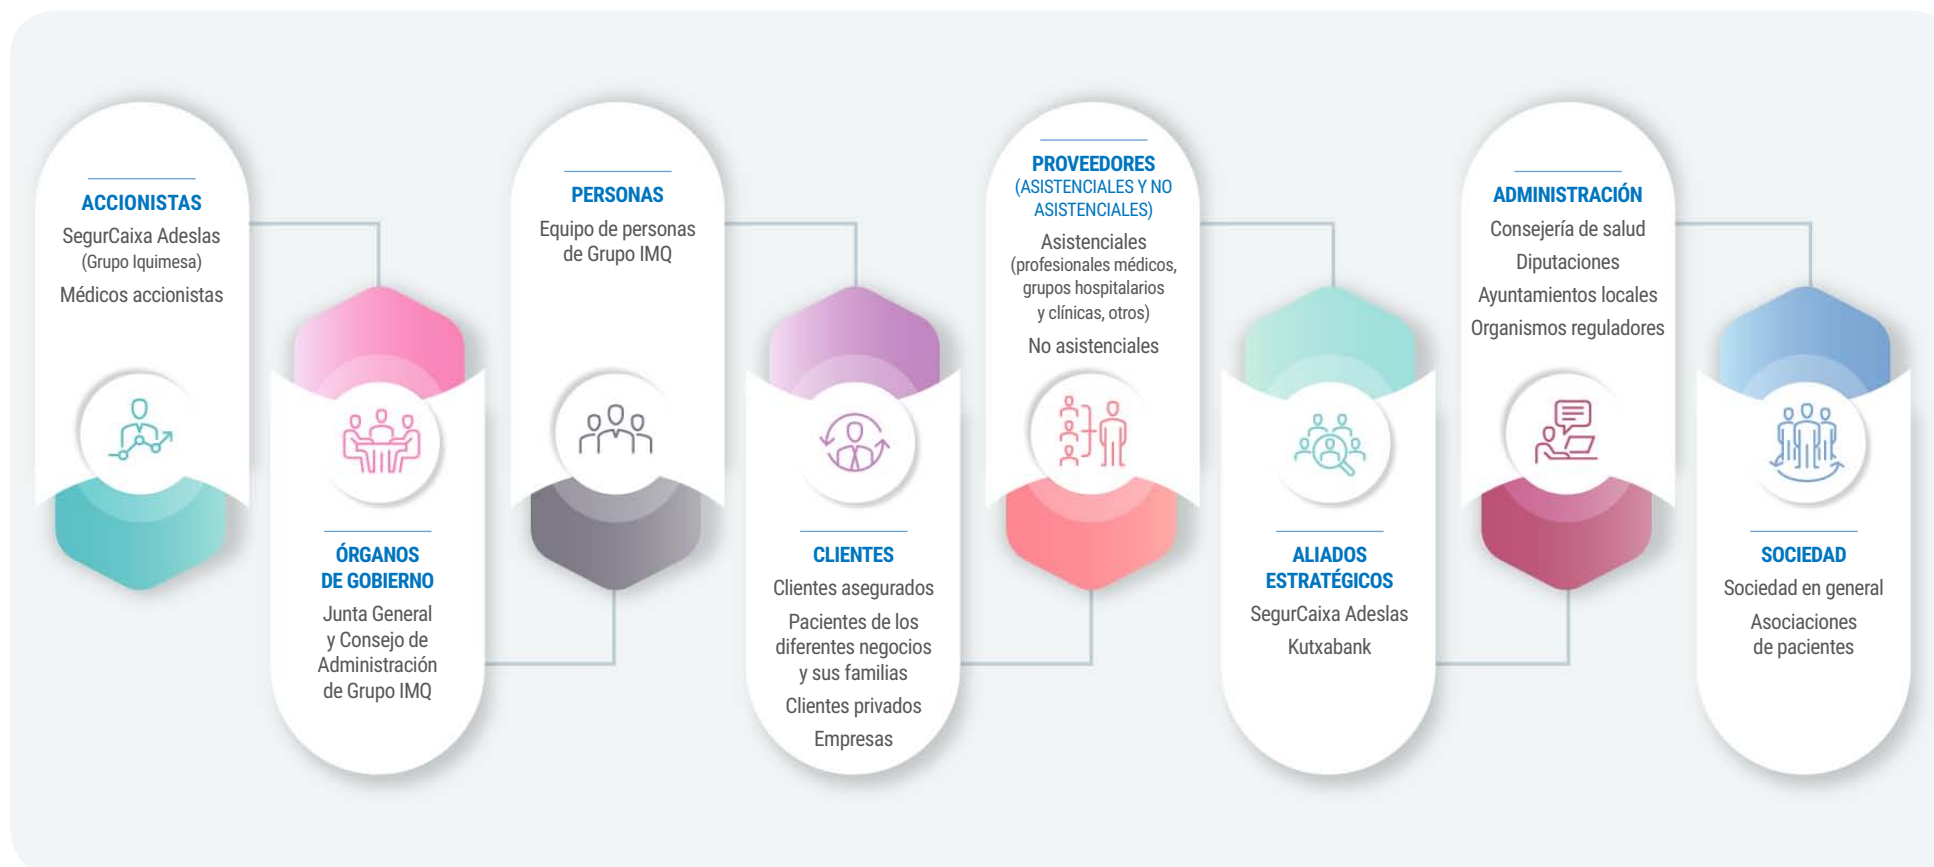 ACCIONISTAS
SegurCaixa Adeslas
(Grupo Iquimesa)
Médicos accionistas
ÓRGANOS
DE GOBIERNO
Junta General
y Consejo de
Administración
de Grupo IMQ
PERSONAS
Equipo de personas
de Grupo IMQ
CLIENTES
Clientes asegurados
Pacientes de los
diferentes negocios
y sus familias
Clientes privados
Empresas
PROVEEDORES
(ASISTENCIALES Y NO
ASISTENCIALES)
Asistenciales
(profesionales médicos,
grupos hospitalarios
y clínicas, otros)
No asistenciales
ALIADOS
ESTRATÉGICOS
SegurCaixa Adeslas
Kutxabank
ADMINISTRACIÓN
Consejería de salud
Diputaciones
Ayuntamientos locales
Organismos reguladores
SOCIEDAD
Sociedad en general
Asociaciones
de pacientes